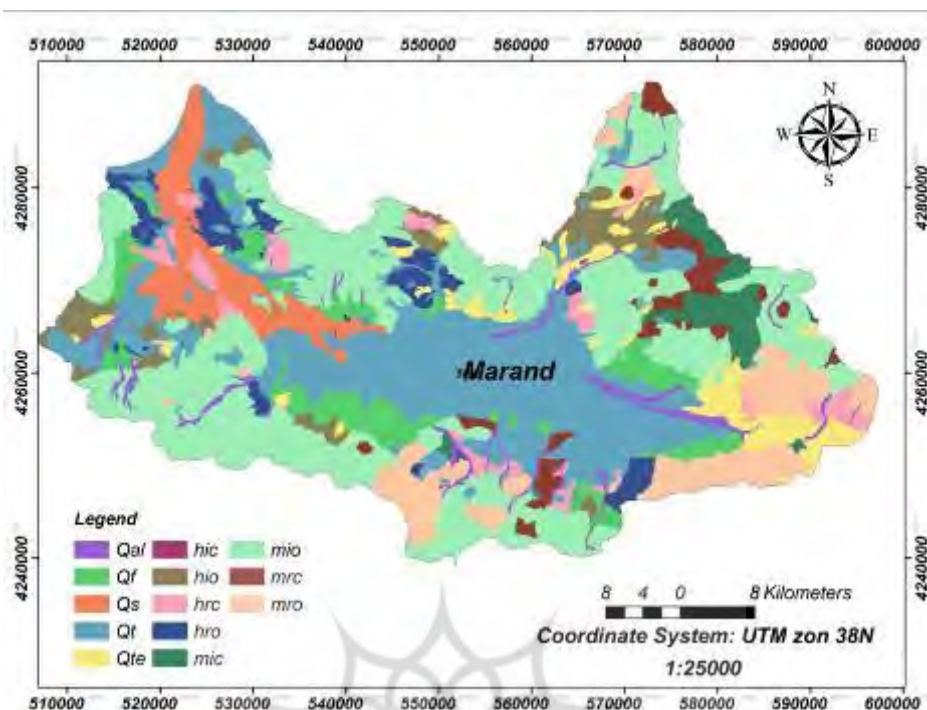 510000 520000 530000 540000 550000 560000 570000 580000 590000 600000
N
W E
S
4280000 4280000
Marand
4260000 4260000
Legend
Qal hic mio
Qf hio mrc
Qs hrc mro
Qt hro
Qte mic
4240000 4240000
8 4 0 8 Kilometers
Coordinate System: UTM zon 38N
1:25000
510000 520000 530000 540000 550000 560000 570000 580000 590000 600000